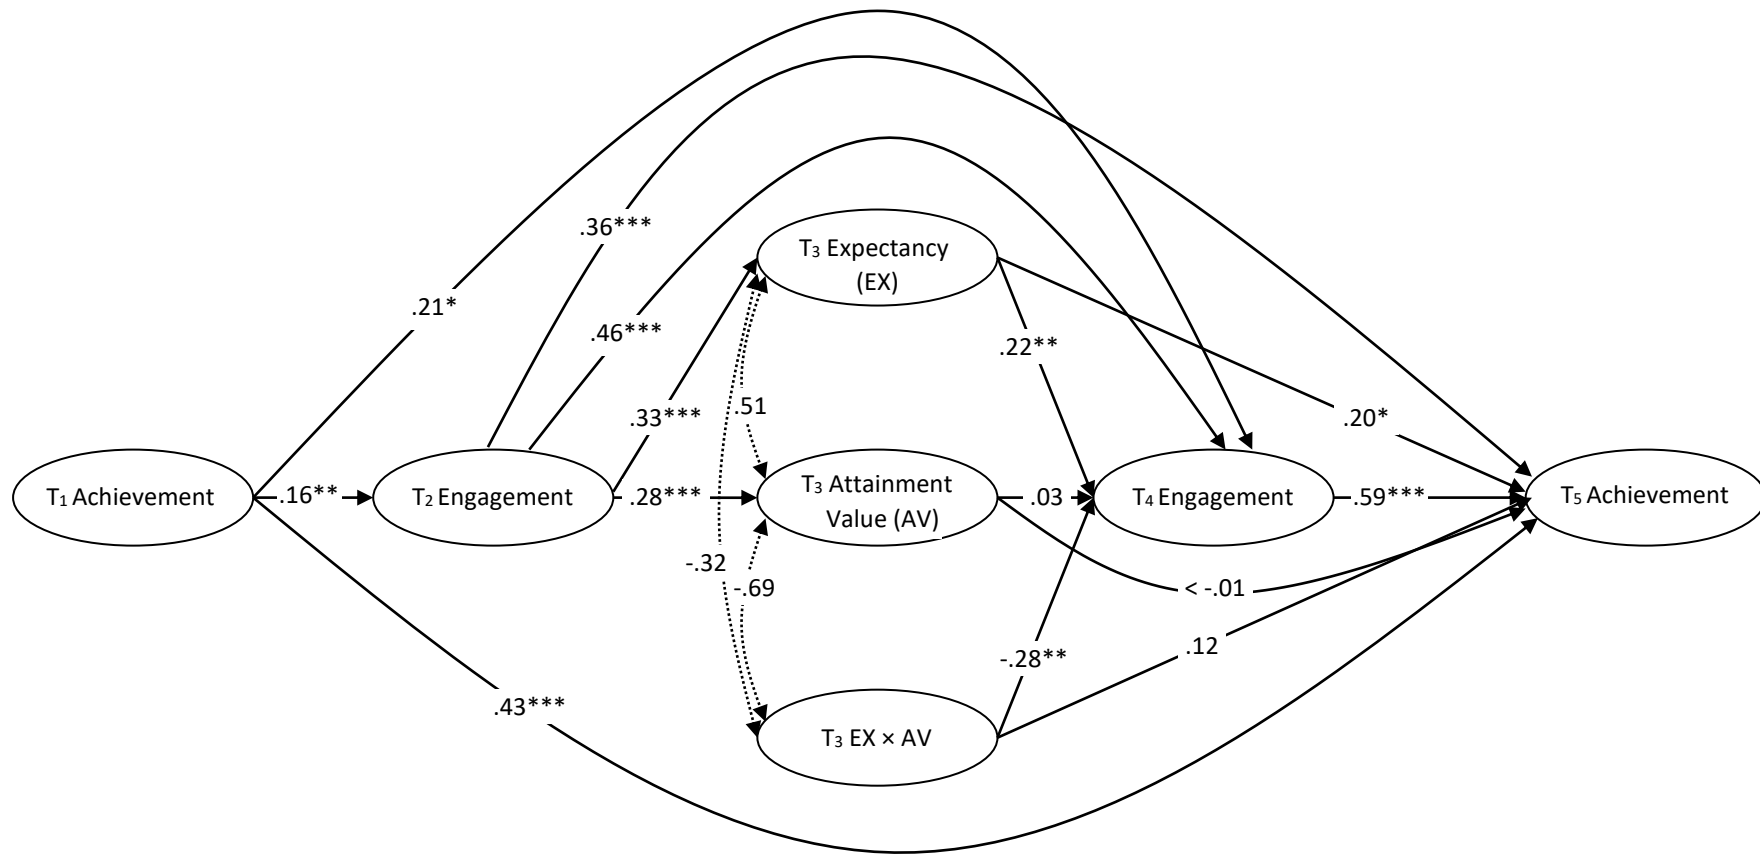 .36***
T₃ Expectancy
(EX)
.21*
.46***
.22**
.33***
.51
.20*
T₁ Achievement
.16**
T₂ Engagement
.28***
T₃ Attainment
Value (AV)
.03
T₄ Engagement
.59***
T₅ Achievement
-.32
-.69
< -.01
-.28**
.12
.43***
T₃ EX × AV